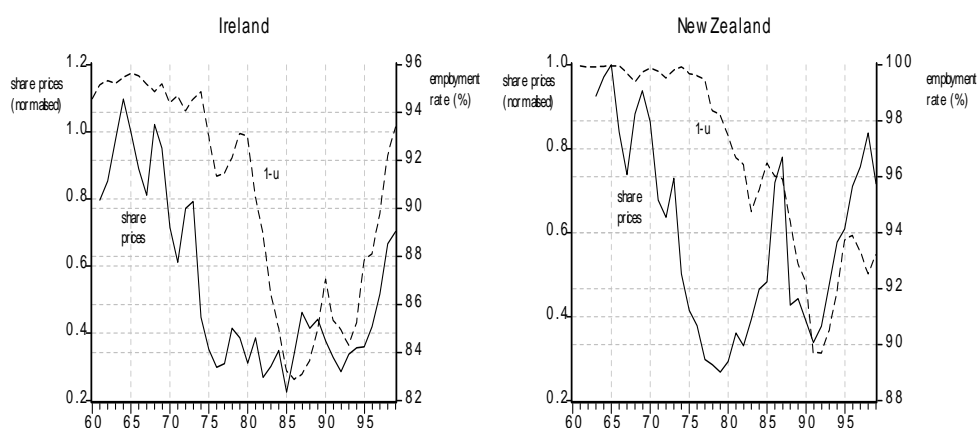 Ireland
share prices
(normalised)
1.2
1.0
0.8
0.6
0.4
0.2
96
94
92
90
88
86
84
82
empbyment
rate (%)
1-u
share
prices
60 65 70 75 80 85 90 95
New Zealand
share prices
(normalised)
1.0
0.8
0.6
0.4
0.2
100
98
96
94
92
90
88
empbyment
rate (%)
1-u
share
prices
60 65 70 75 80 85 90 95